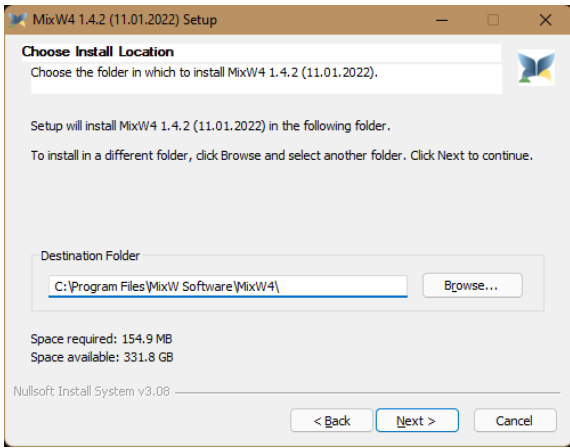 MixW4 1.4.2 (11.01.2022) Setup
Choose Install Location
Choose the folder in which to install MixW4 1.4.2 (11.01.2022).
Setup will install MixW4 1.4.2 (11.01.2022) in the following folder.
To install in a different folder, click Browse and select another folder. Click Next to continue.
Destination Folder
C:\Program Files\MixW Software\MixW4\
Browse...
Space required: 154.9 MB
Space available: 331.8 GB
Nullsoft Install System v3.08
< Back
Next >
Cancel